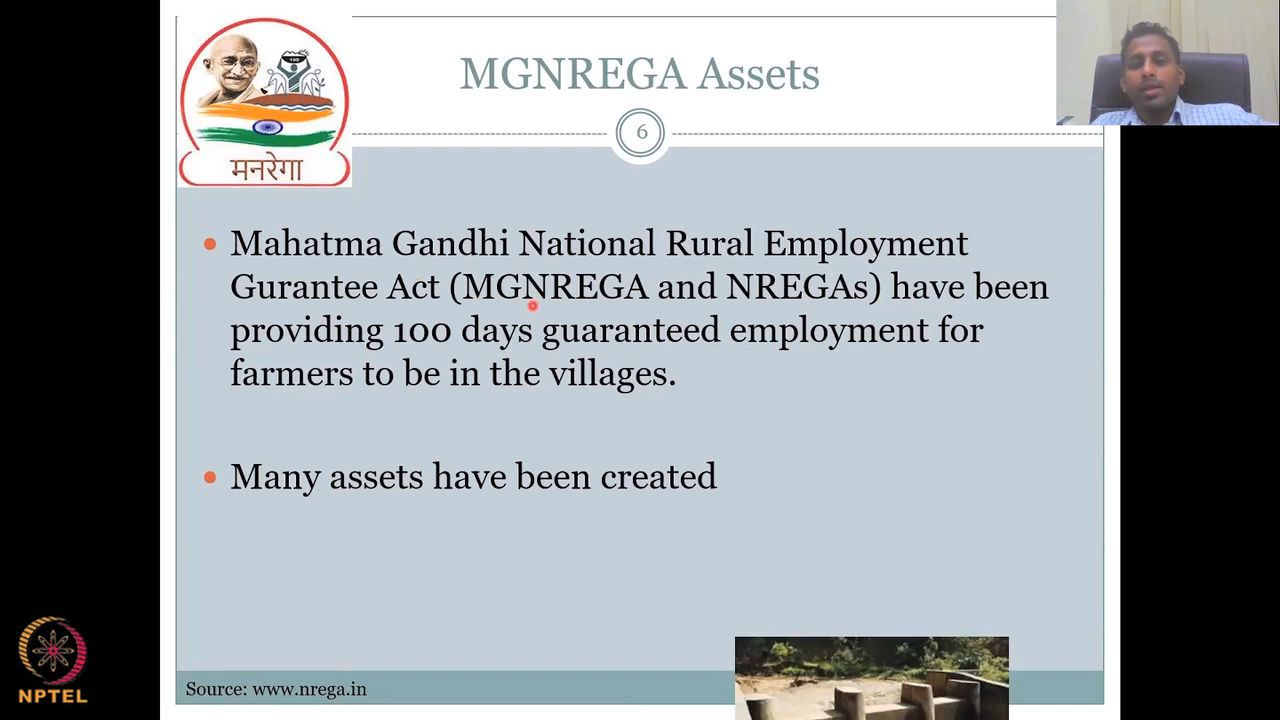 MGNREGA Assets
6
मनरेगा
Mahatma Gandhi National Rural Employment
Gurantee Act (MGNREGA and NREGAs) have been
providing 100 days guaranteed employment for
farmers to be in the villages.
Many assets have been created
Source: www.nrega.in
NPTEL